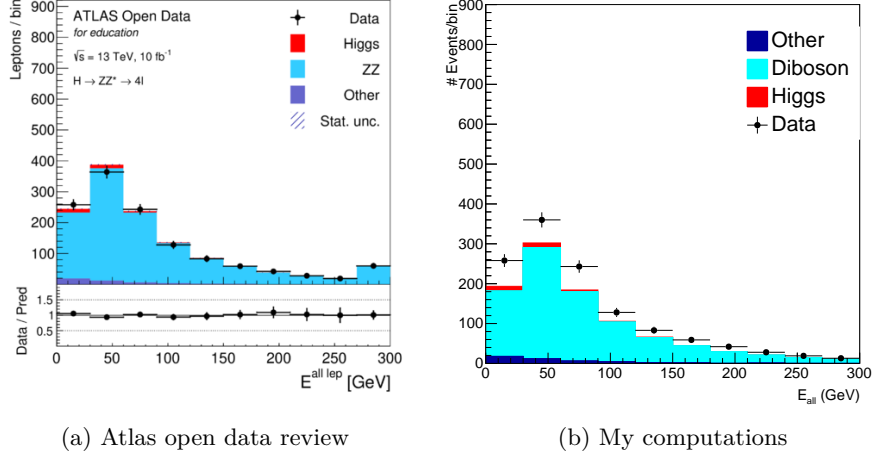 ATLAS Open Data
for education
√s = 13 TeV, 10 fb⁻¹
H → ZZ* → 4l
Data
Higgs
ZZ
Other
Stat. unc.
Leptons / bin
900
800
700
600
500
400
300
200
100
Data / Pred
1.5
1
0.5
0 50 100 150 200 250 300
E^all lep [GeV]
(a) Atlas open data review
# Events/bin
900
800
700
600
500
400
300
200
100
0
Other
Diboson
Higgs
Data
0 50 100 150 200 250 300
E_all (GeV)
(b) My computations